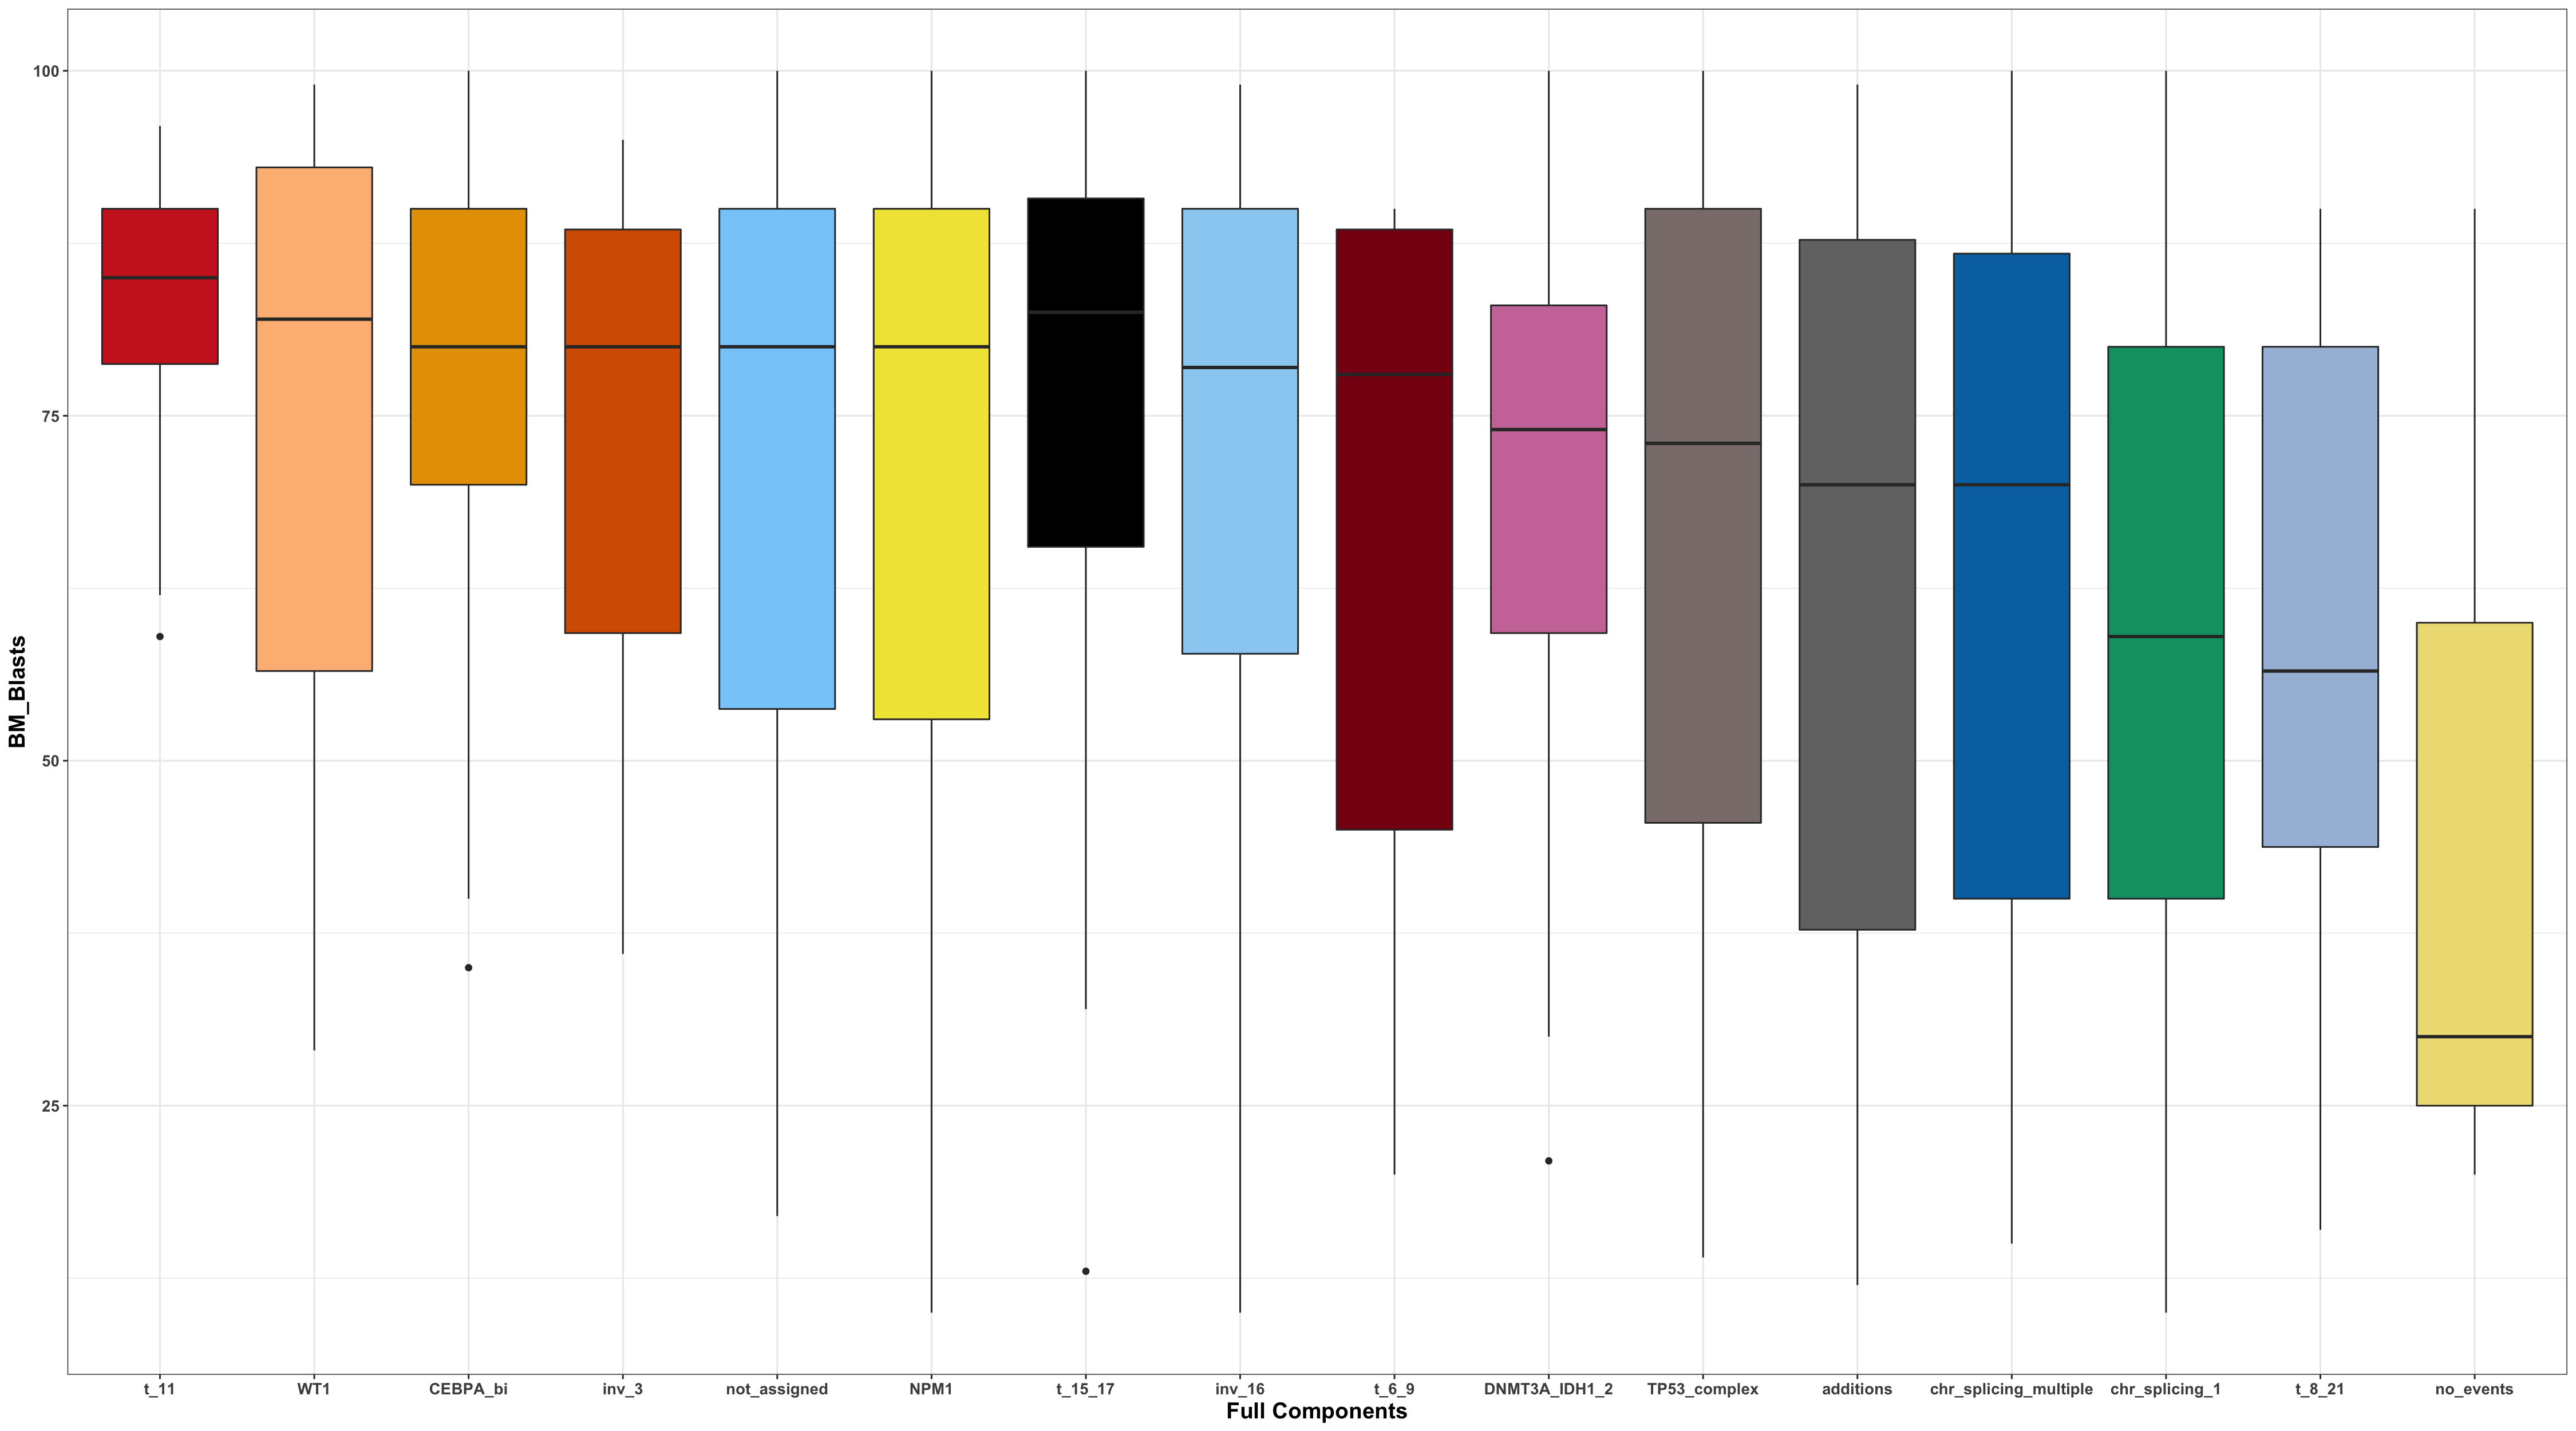 100
75
50
25
BM_Blasts
t_11 WT1 CEBPA_bi inv_3 not_assigned NPM1 t_15_17 inv_16 t_6_9 DNMT3A_IDH1_2 TP53_complex additions chr_splicing_multiple chr_splicing_1 t_8_21 no_events
Full Components